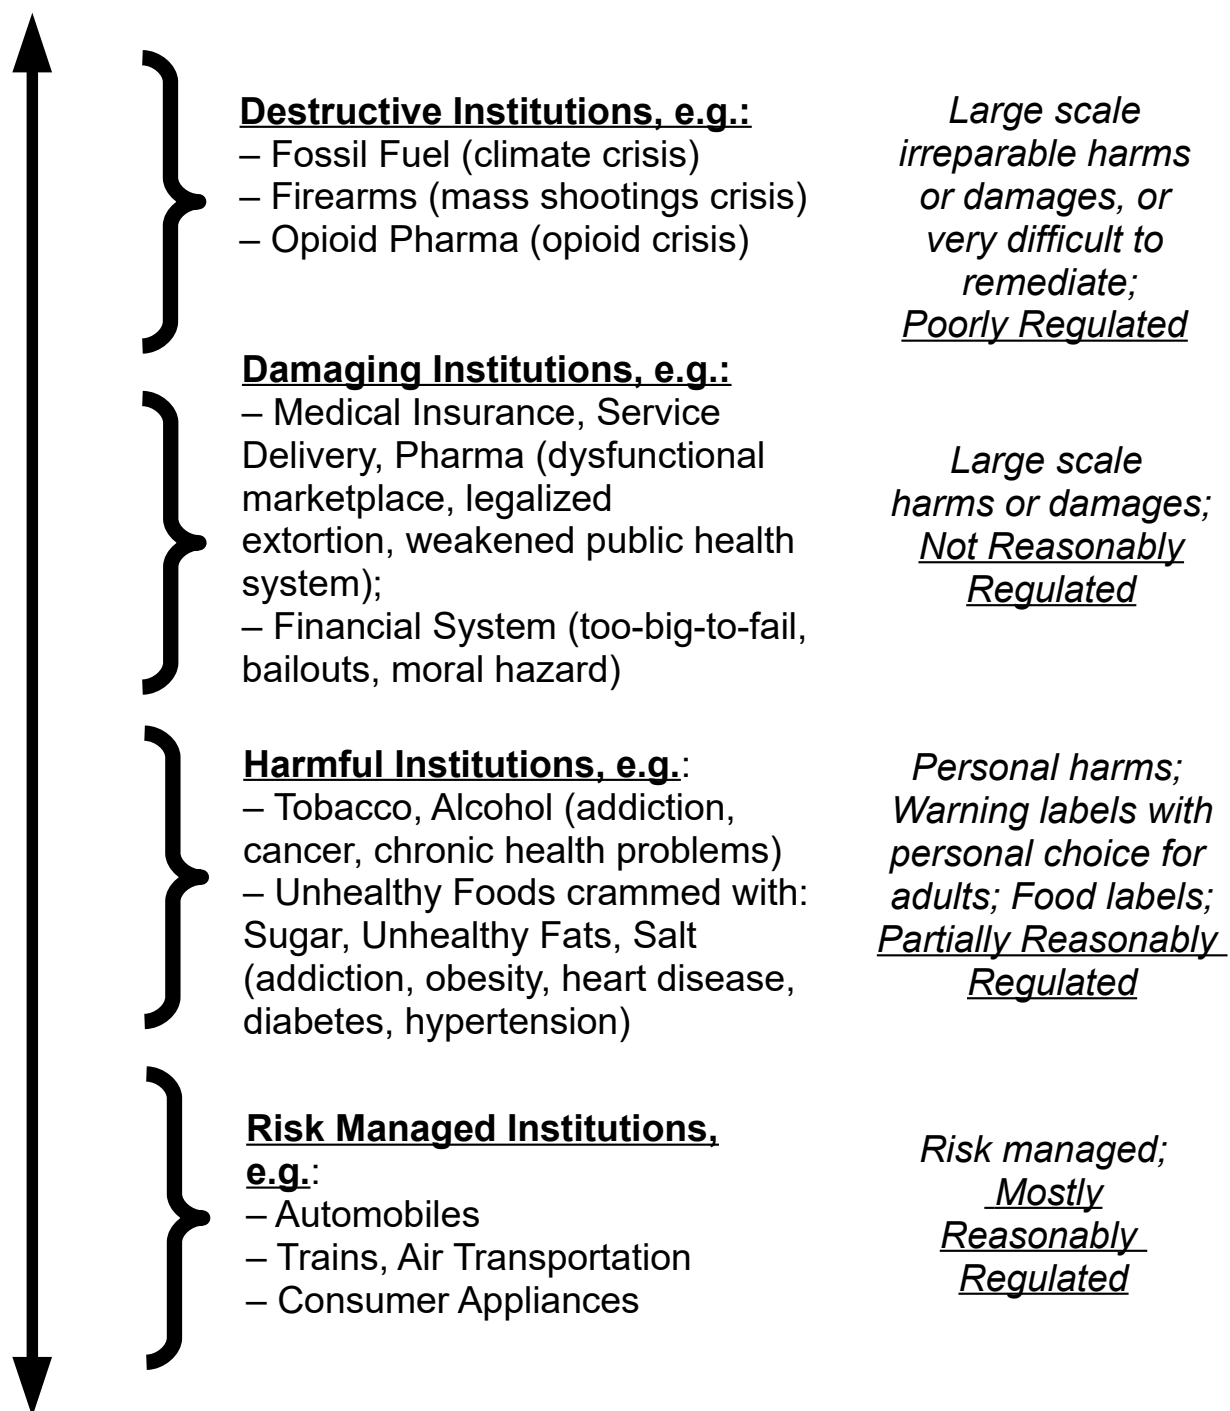 Destructive Institutions, e.g.:
– Fossil Fuel (climate crisis)
– Firearms (mass shootings crisis)
– Opioid Pharma (opioid crisis)
Large scale
irreparable harms
or damages, or
very difficult to
remediate;
Poorly Regulated
Damaging Institutions, e.g.:
– Medical Insurance, Service
Delivery, Pharma (dysfunctional
marketplace, legalized
extortion, weakened public health
system);
– Financial System (too-big-to-fail,
bailouts, moral hazard)
Large scale
harms or damages;
Not Reasonably
Regulated
Harmful Institutions, e.g.:
– Tobacco, Alcohol (addiction,
cancer, chronic health problems)
– Unhealthy Foods crammed with:
Sugar, Unhealthy Fats, Salt
(addiction, obesity, heart disease,
diabetes, hypertension)
Personal harms;
Warning labels with
personal choice for
adults; Food labels;
Partially Reasonably
Regulated
Risk Managed Institutions,
e.g.:
– Automobiles
– Trains, Air Transportation
– Consumer Appliances
Risk managed;
Mostly
Reasonably
Regulated